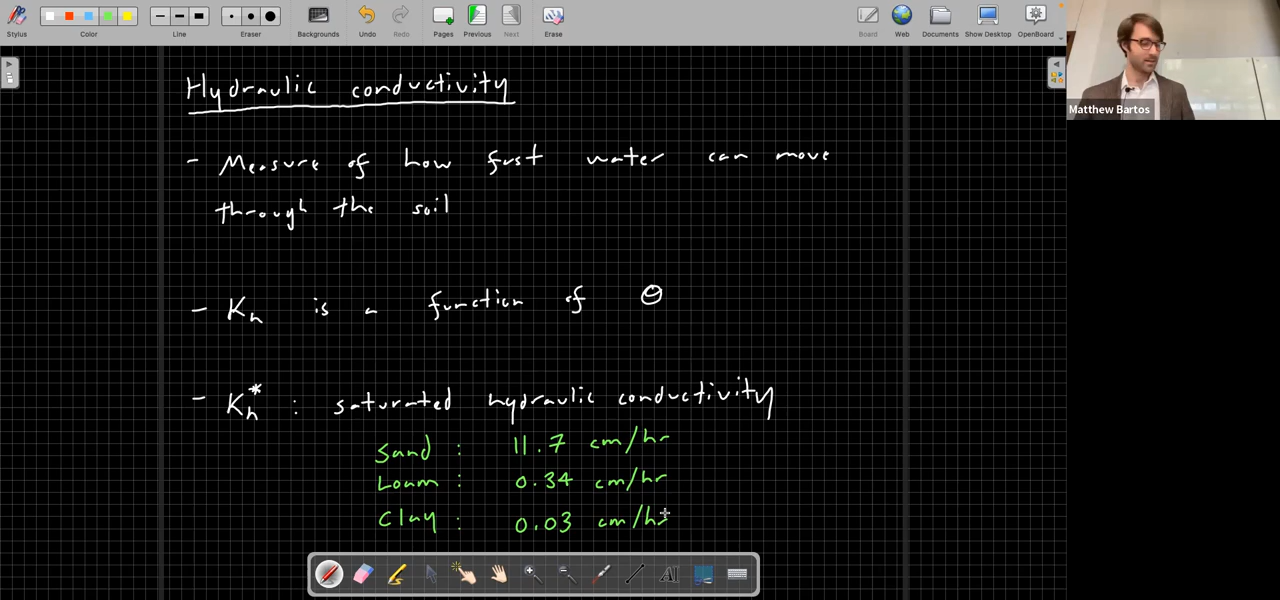 Stylus
Color
Line
Eraser
Backgrounds
Undo
Redo
Pages
Previous
Next
Erase
Board
Web
Documents
Show Desktop
OpenBoard
Matthew Bartos
Hydraulic conductivity
- Measure of how fast water can move
through the soil
- Kh is a function of θ
- Kh* : saturated hydraulic conductivity
Sand : 11.7 cm/hr
Loam : 0.34 cm/hr
Clay : 0.03 cm/hr
AI